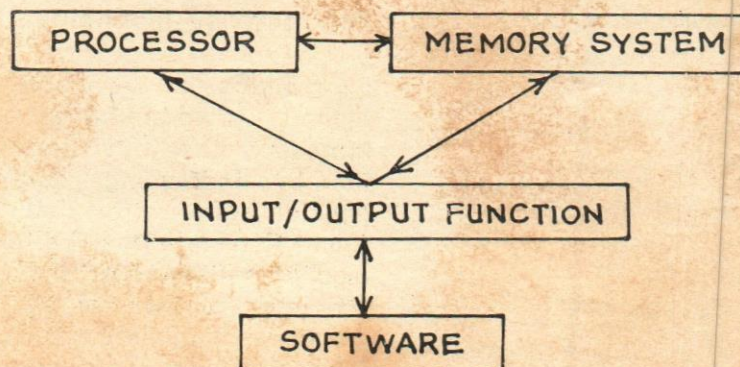 PROCESSOR
MEMORY SYSTEM
INPUT/OUTPUT FUNCTION
SOFTWARE